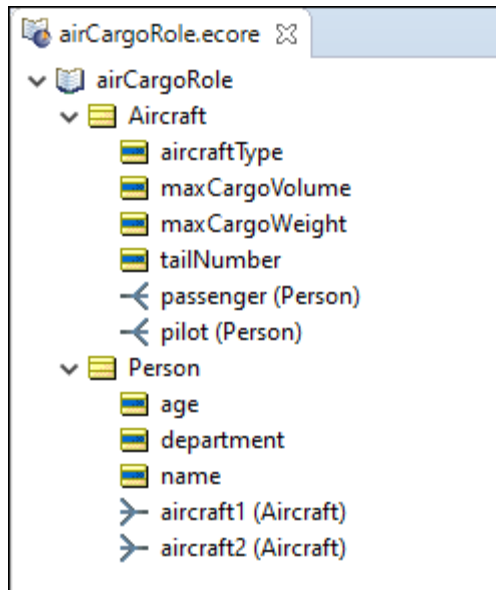 airCargoRole.ecore
airCargoRole
Aircraft
aircraftType
maxCargoVolume
maxCargoWeight
tailNumber
passenger (Person)
pilot (Person)
Person
age
department
name
aircraft1 (Aircraft)
aircraft2 (Aircraft)